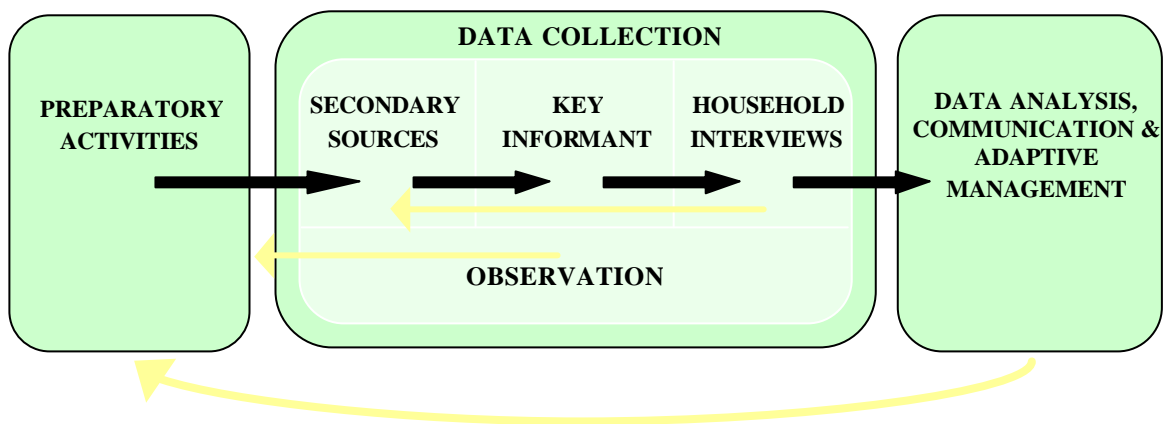 DATA COLLECTION
PREPARATORY
ACTIVITIES
SECONDARY
SOURCES
KEY
INFORMANT
HOUSEHOLD
INTERVIEWS
OBSERVATION
DATA ANALYSIS,
COMMUNICATION &
ADAPTIVE
MANAGEMENT